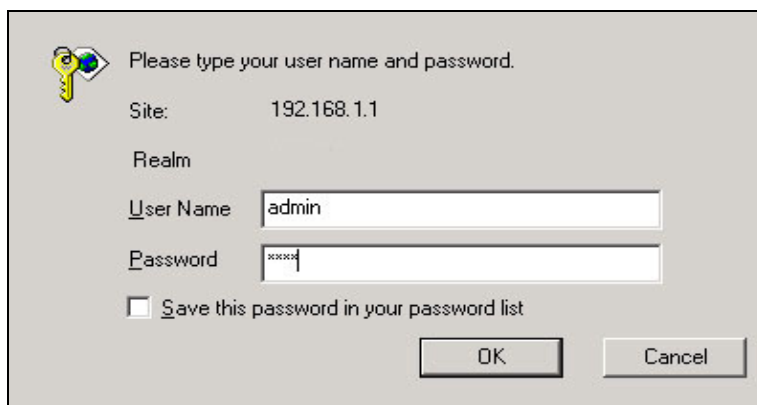 Please type your user name and password.
Site: 192.168.1.1
Realm
User Name admin
Password ****
Save this password in your password list
OK Cancel